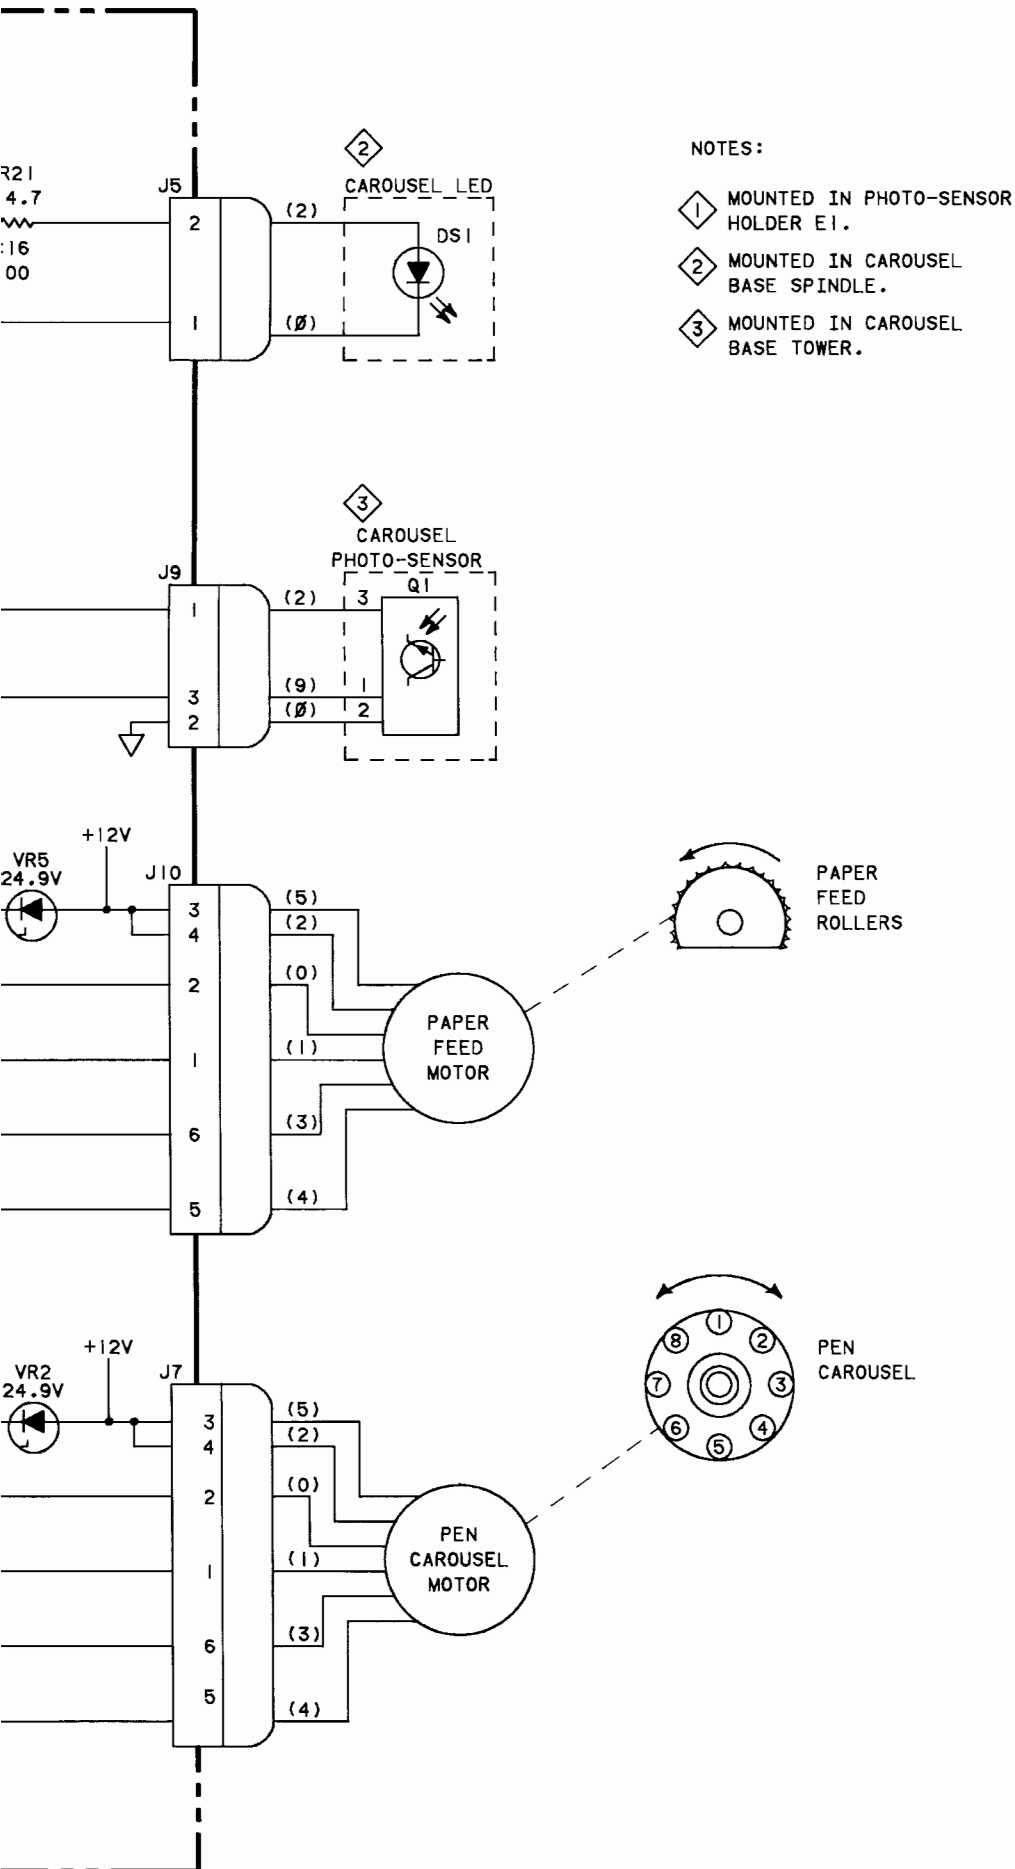 2
CAROUSEL LED
R21
4.7
J5
2
(2)
DS1
:16
00
1
(Ø)
NOTES:
1 MOUNTED IN PHOTO-SENSOR
HOLDER E1.
2 MOUNTED IN CAROUSEL
BASE SPINDLE.
3 MOUNTED IN CAROUSEL
BASE TOWER.
3
CAROUSEL
PHOTO-SENSOR
J9
Q1
1
(2)
3
3
(9)
1
2
(Ø)
2
+12V
VR5
24.9V
J10
3
(5)
4
(2)
2
(0)
1
(1)
6
(3)
5
(4)
PAPER
FEED
MOTOR
PAPER
FEED
ROLLERS
+12V
VR2
24.9V
J7
3
(5)
4
(2)
2
(0)
1
(1)
6
(3)
5
(4)
PEN
CAROUSEL
MOTOR
1
2
3
4
5
6
7
8
PEN
CAROUSEL